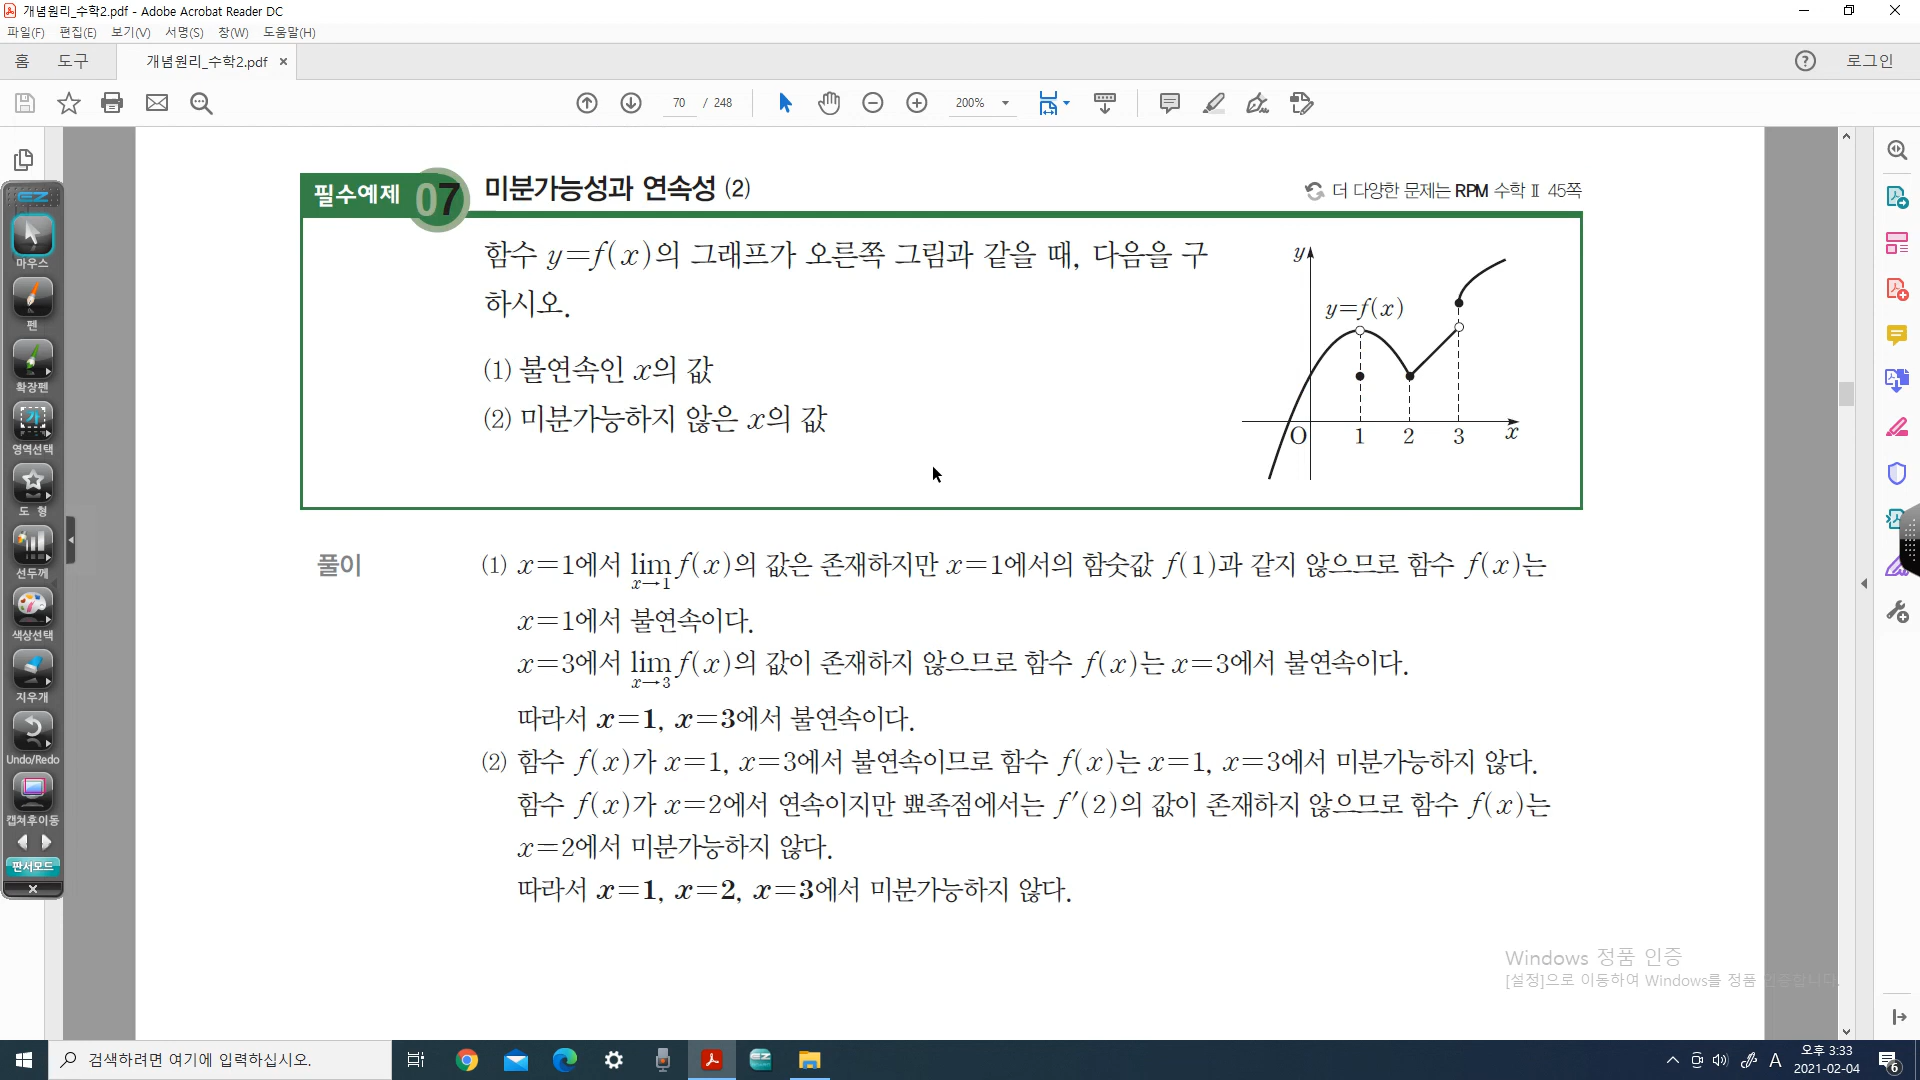 개념원리_수학2.pdf - Adobe Acrobat Reader DC
파일(F) 편집(E) 보기(V) 서명(S) 창(W) 도움말(H)
홈 도구 개념원리_수학2.pdf × 로그인
70 / 248 200%
필수예제 07 미분가능성과 연속성 (2) 더 다양한 문제는 RPM 수학 Ⅱ 45쪽
함수 y=f(x)의 그래프가 오른쪽 그림과 같을 때, 다음을 구
하시오.
(1) 불연속인 x의 값
(2) 미분가능하지 않은 x의 값
y
y=f(x)
O 1 2 3 x
풀이 (1) x=1에서 lim f(x)의 값은 존재하지만 x=1에서의 함숫값 f(1)과 같지 않으므로 함수 f(x)는
x→1
x=1에서 불연속이다.
x=3에서 lim f(x)의 값이 존재하지 않으므로 함수 f(x)는 x=3에서 불연속이다.
x→3
따라서 x=1, x=3에서 불연속이다.
(2) 함수 f(x)가 x=1, x=3에서 불연속이므로 함수 f(x)는 x=1, x=3에서 미분가능하지 않다.
함수 f(x)가 x=2에서 연속이지만 뾰족점에서는 f′(2)의 값이 존재하지 않으므로 함수 f(x)는
x=2에서 미분가능하지 않다.
따라서 x=1, x=2, x=3에서 미분가능하지 않다.
EZ
마우스
펜
확장펜
가
영역선택
도 형
선두께
색상선택
지우개
Undo/Redo
캡쳐후이동
판서모드
Windows 정품 인증
[설정]으로 이동하여 Windows를 정품 인증합니다.
검색하려면 여기에 입력하십시오.
EZ
A
오후 3:33
2021-02-04
6